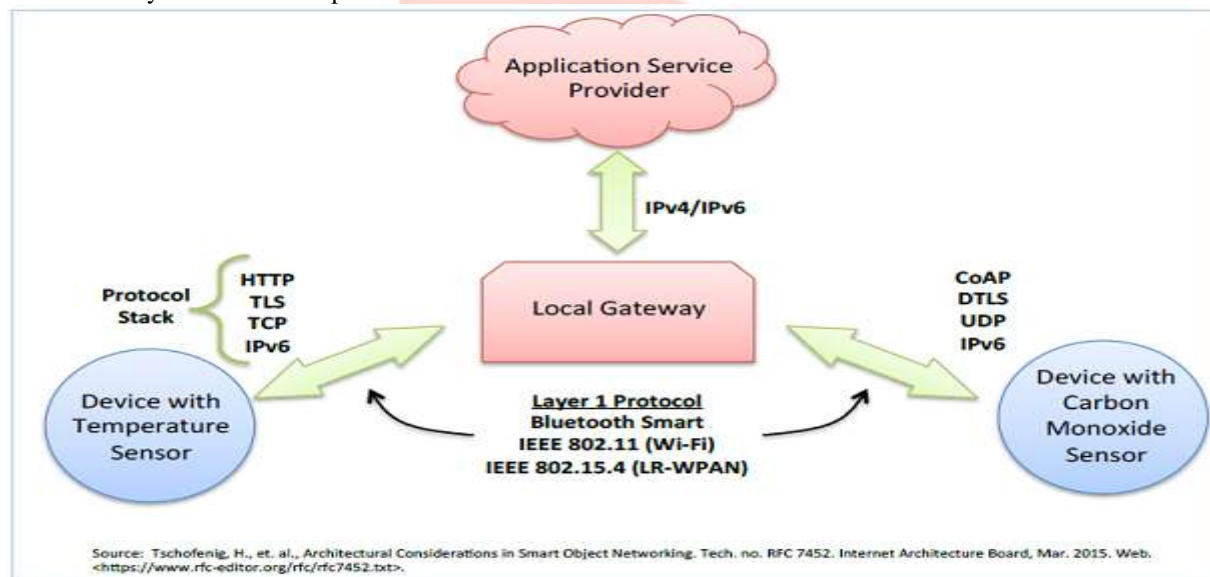 Application Service
Provider
IPv4/IPv6
Protocol
Stack
HTTP
TLS
TCP
IPv6
Local Gateway
CoAP
DTLS
UDP
IPv6
Device with
Temperature
Sensor
Layer 1 Protocol
Bluetooth Smart
IEEE 802.11 (Wi-Fi)
IEEE 802.15.4 (LR-WPAN)
Device with
Carbon
Monoxide
Sensor
Source: Tschofenig, H., et. al., Architectural Considerations in Smart Object Networking. Tech. no. RFC 7452. Internet Architecture Board, Mar. 2015. Web.
<https://www.rfc-editor.org/rfc/rfc7452.txt>.